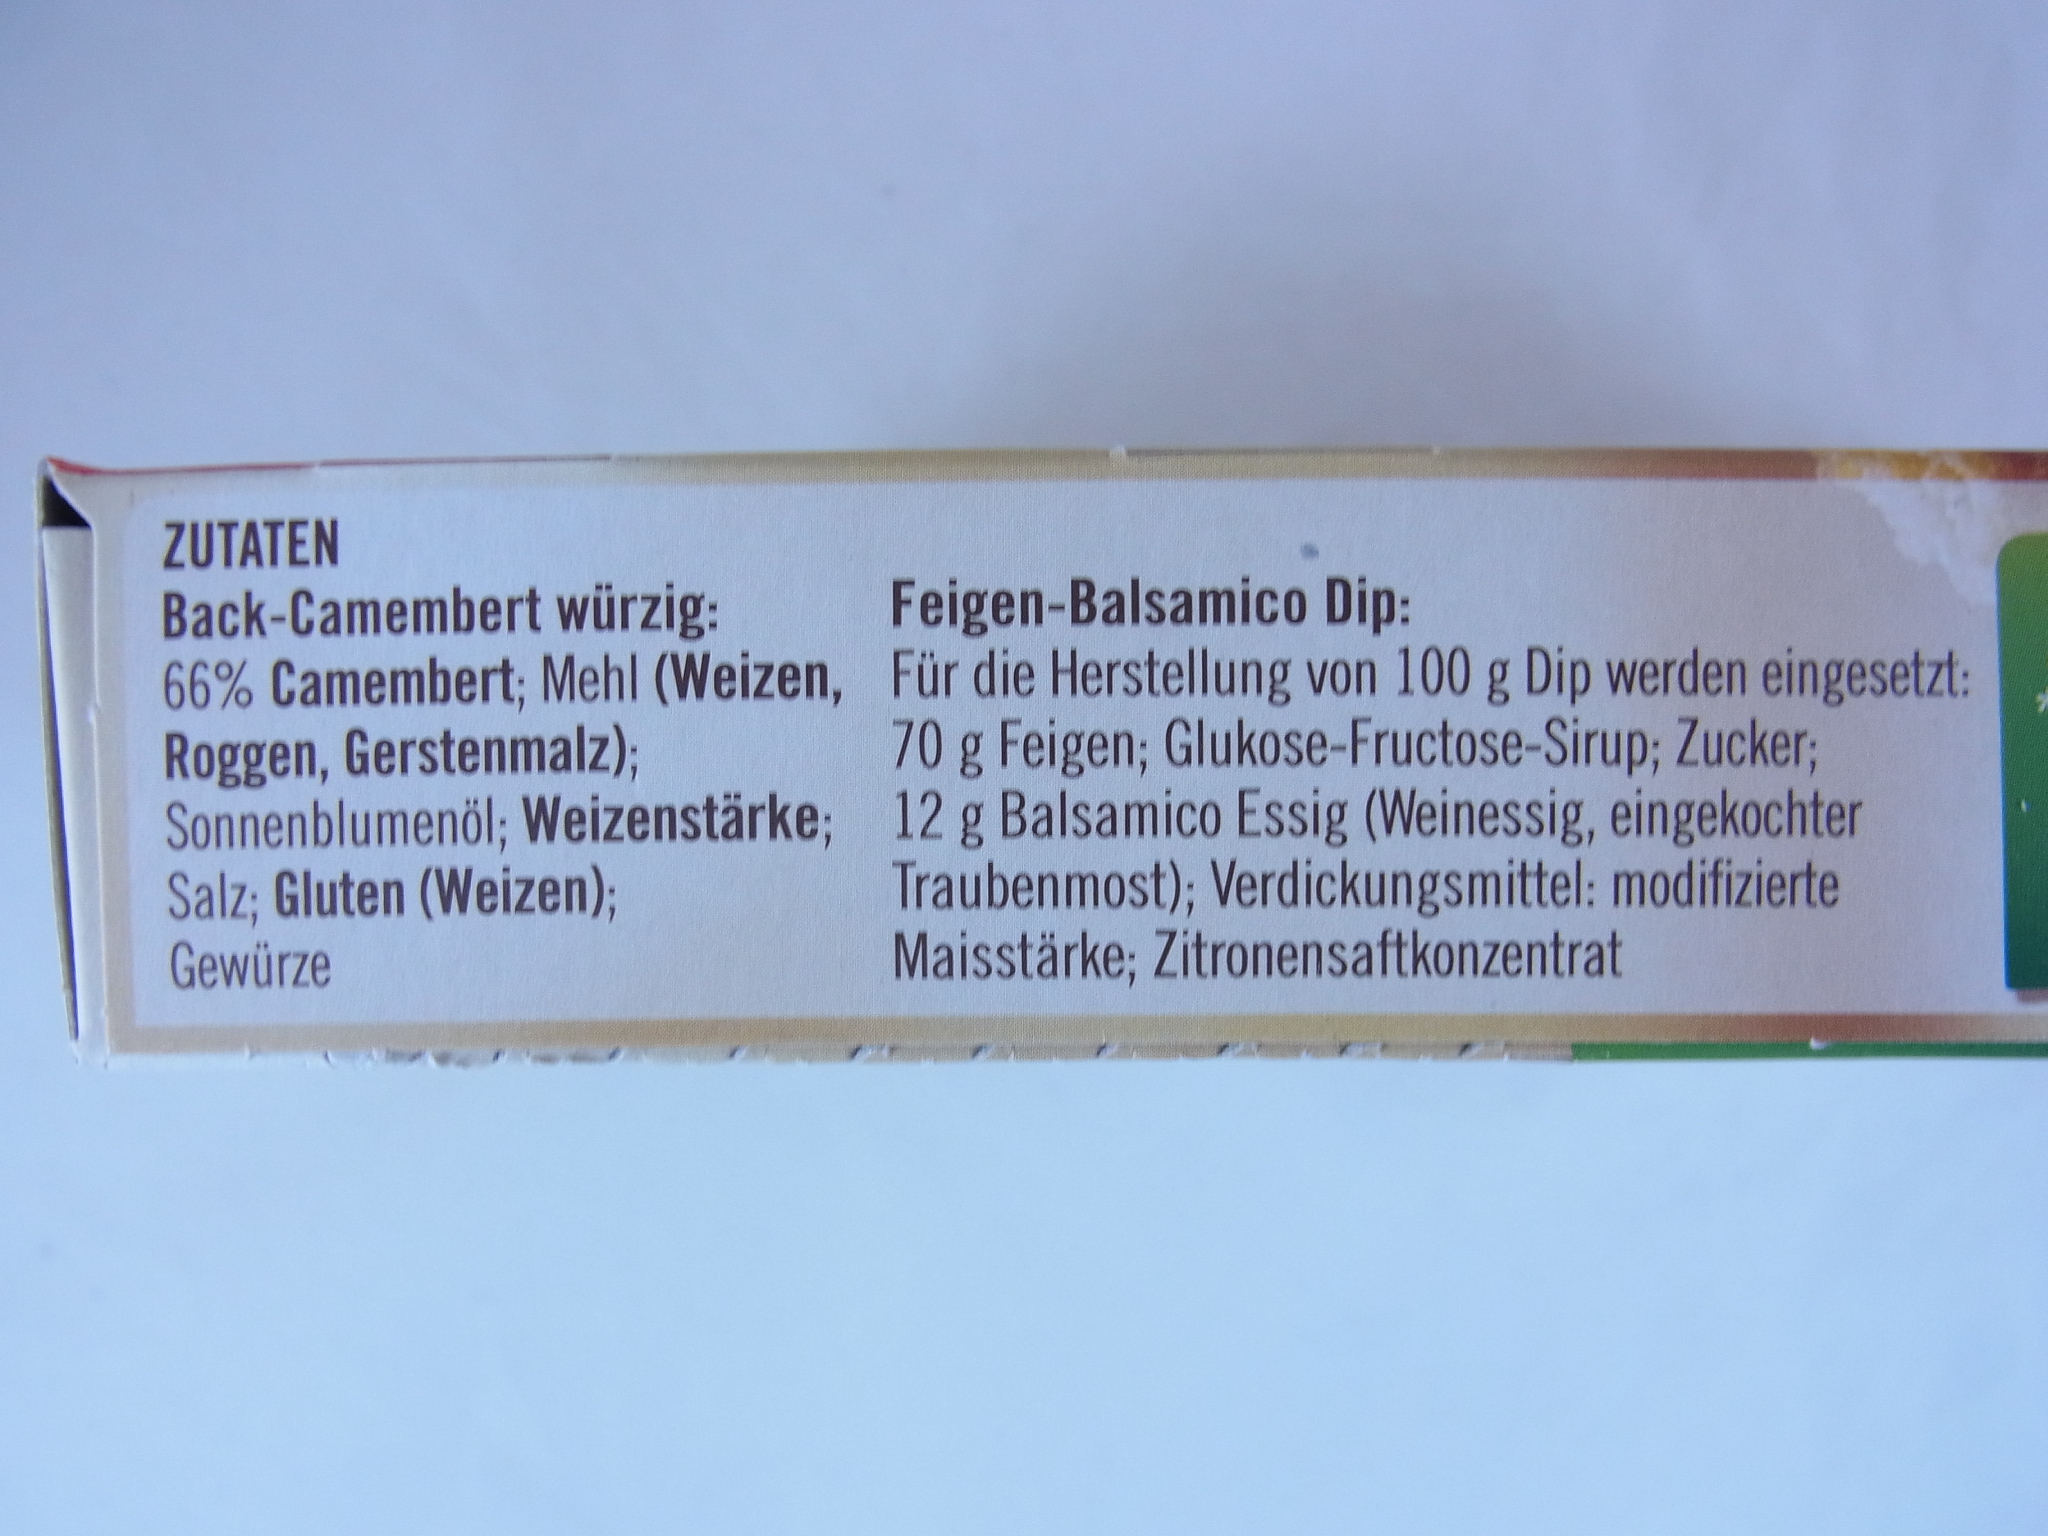 ZUTATEN
Back-Camembert würzig:
66% Camembert; Mehl (Weizen,
Roggen, Gerstenmalz);
Sonnenblumenöl; Weizenstärke;
Salz; Gluten (Weizen);
Gewürze
Feigen-Balsamico Dip:
Für die Herstellung von 100 g Dip werden eingesetzt:
70 g Feigen; Glukose-Fructose-Sirup; Zucker;
12 g Balsamico Essig (Weinessig, eingekochter
Traubenmost); Verdickungsmittel: modifizierte
Maisstärke; Zitronensaftkonzentrat